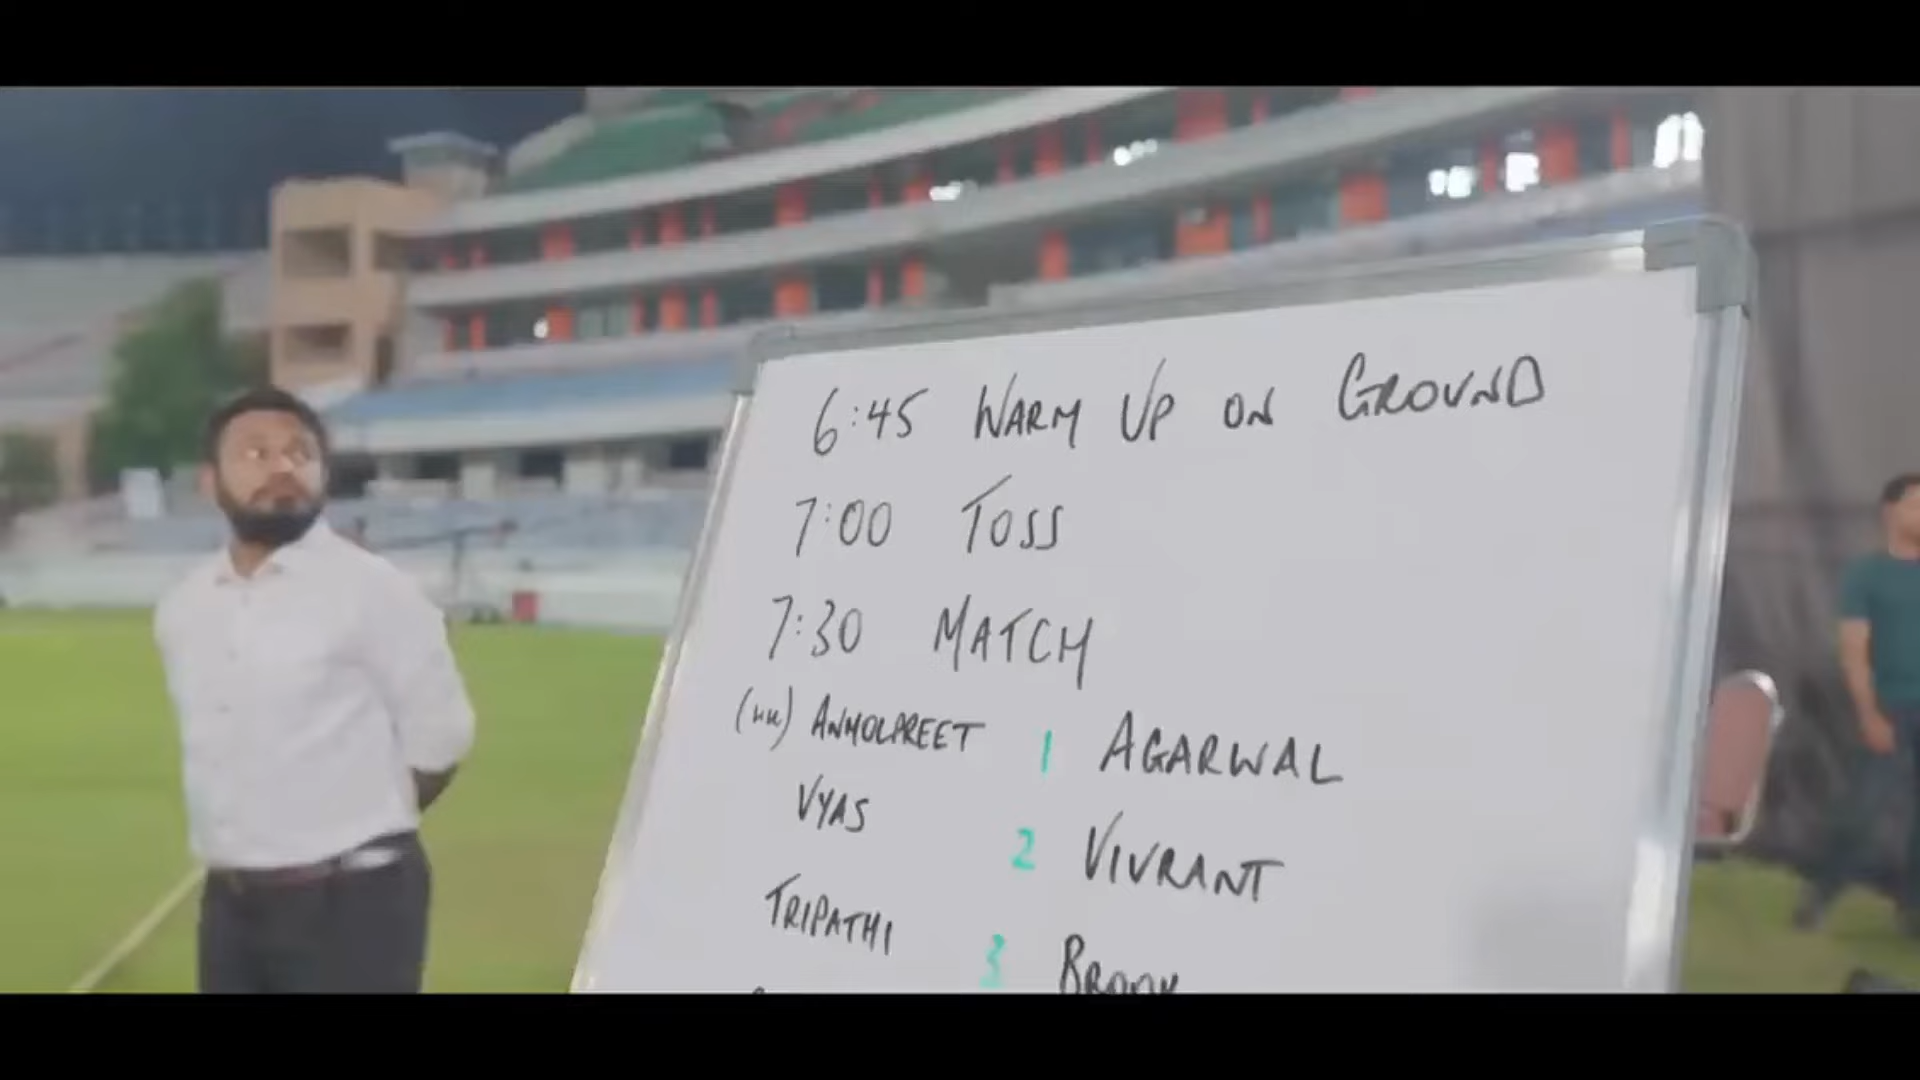 6:45 WARM UP ON GROUND
7:00 TOSS
7:30 MATCH
(WK) ANMOLPREET 1 AGARWAL
VYAS 2 VIVRANT
TRIPATHI 3 BROOK